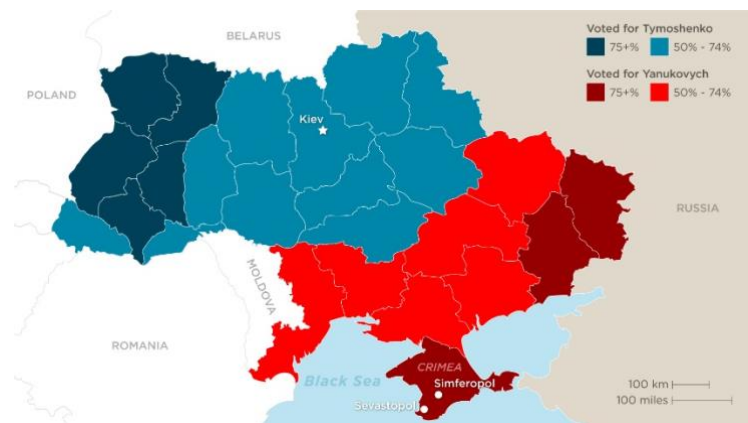 BELARUS
Voted for Tymoshenko
75+% 50% - 74%
Voted for Yanukovych
75+% 50% - 74%
POLAND
Kiev
RUSSIA
MOLDOVA
ROMANIA
CRIMEA
Simferopol
Black Sea
Sevastopol
100 km
100 miles